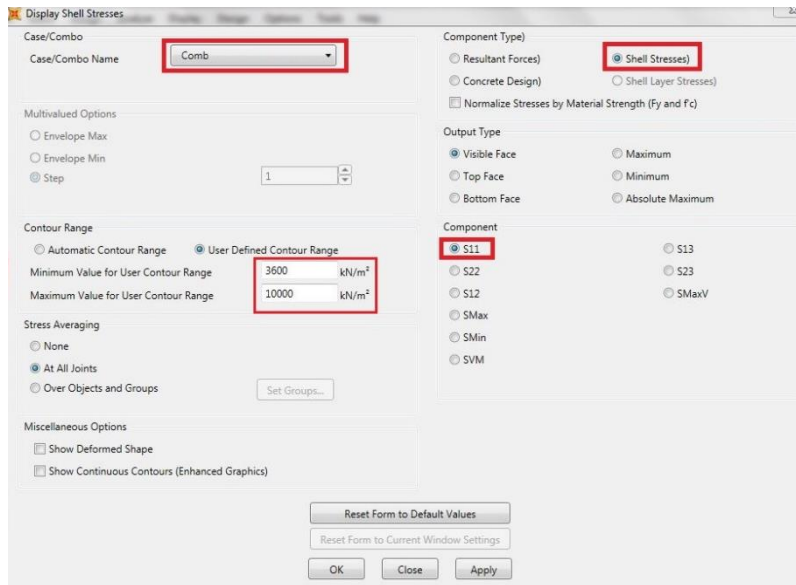 Display Shell Stresses
Case/Combo
Case/Combo Name
Comb
Multivalued Options
Envelope Max
Envelope Min
Step
1
Contour Range
Automatic Contour Range
User Defined Contour Range
Minimum Value for User Contour Range
3600
kN/m²
Maximum Value for User Contour Range
10000
kN/m²
Stress Averaging
None
At All Joints
Over Objects and Groups
Set Groups...
Miscellaneous Options
Show Deformed Shape
Show Continuous Contours (Enhanced Graphics)
Component Type)
Resultant Forces)
Shell Stresses)
Concrete Design)
Shell Layer Stresses)
Normalize Stresses by Material Strength (Fy and f'c)
Output Type
Visible Face
Maximum
Top Face
Minimum
Bottom Face
Absolute Maximum
Component
S11
S13
S22
S23
S12
SMaxV
SMax
SMin
SVM
Reset Form to Default Values
Reset Form to Current Window Settings
OK
Close
Apply